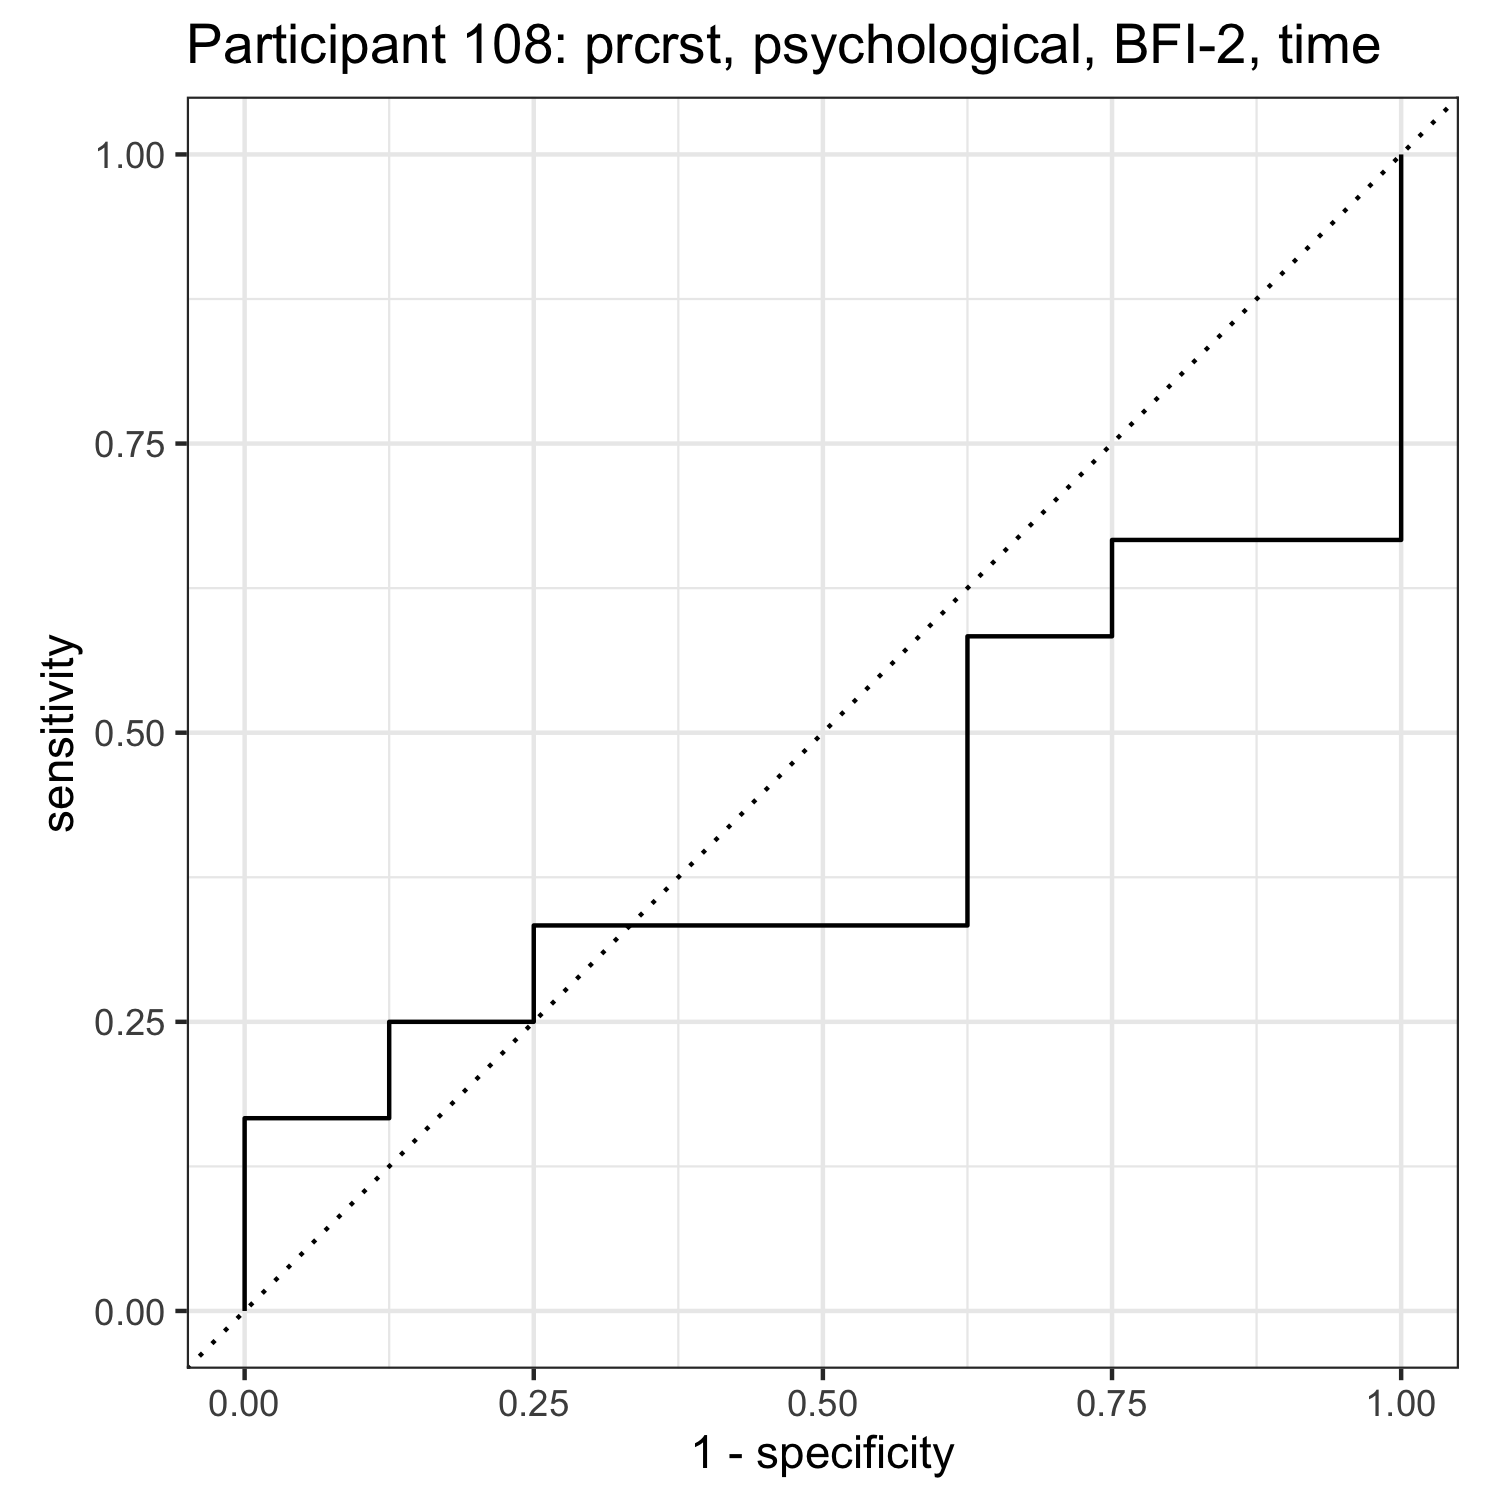 Participant 108: prcrst, psychological, BFI-2, time
1.00
0.75
0.50
0.25
0.00
sensitivity
0.00 0.25 0.50 0.75 1.00
1 - specificity